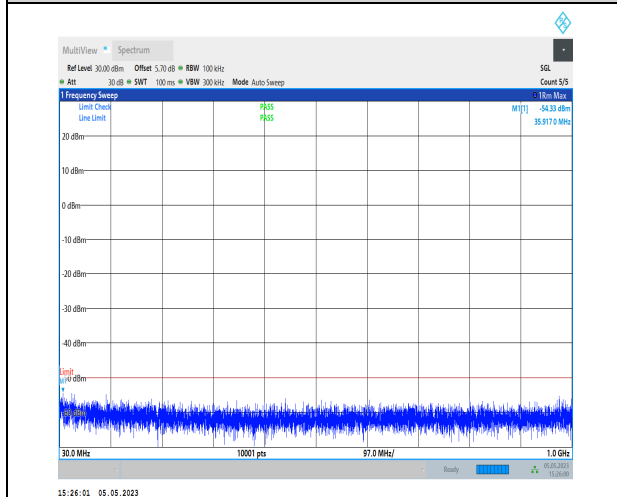 MultiView Spectrum
Ref Level 30.00 dBm Offset 5.70 dB RBW 100 kHz SGL
Att 30 dB SWT 100 ms VBW 300 kHz Mode Auto Sweep Count 5/5
1 Frequency Sweep 1Rm Max
Limit Check PASS M1[1] -54.33 dBm
Line Limit PASS 35.917 0 MHz
20 dBm
10 dBm
0 dBm
-10 dBm
-20 dBm
-30 dBm
-40 dBm
Limit
M1
-60 dBm
30.0 MHz 10001 pts 97.0 MHz/ 1.0 GHz
Ready 05.05.2023
15:26:00
15:26:01 05.05.2023